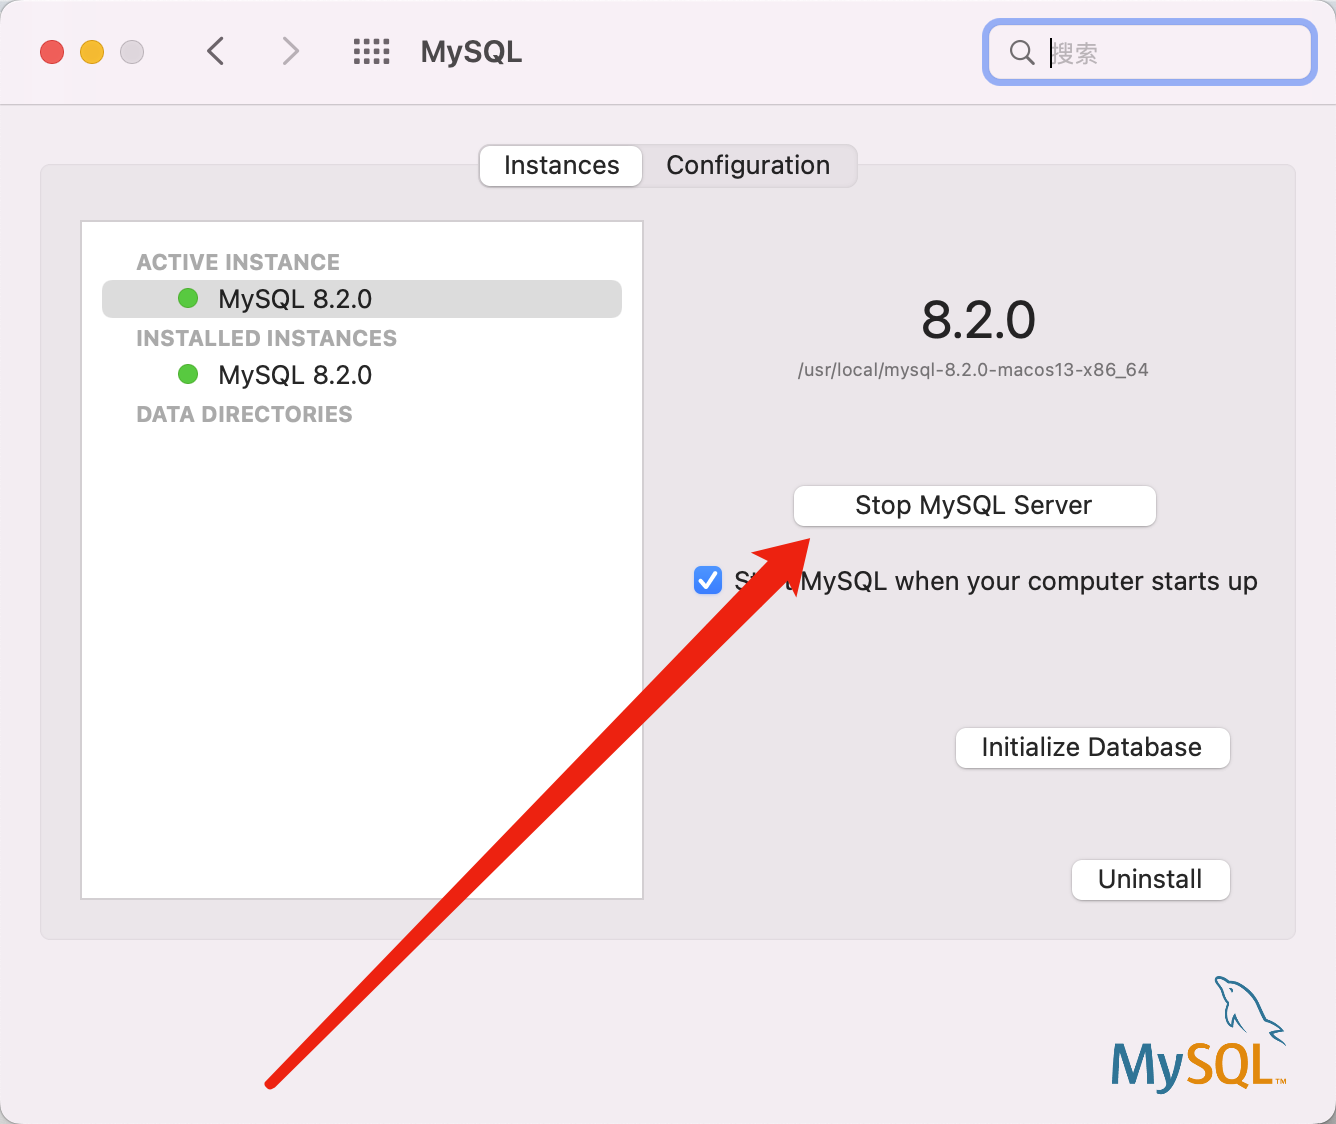 MySQL
搜索
Instances
Configuration
ACTIVE INSTANCE
MySQL 8.2.0
INSTALLED INSTANCES
MySQL 8.2.0
DATA DIRECTORIES
8.2.0
/usr/local/mysql-8.2.0-macos13-x86_64
Stop MySQL Server
MySQL when your computer starts up
Initialize Database
Uninstall
MySQL™